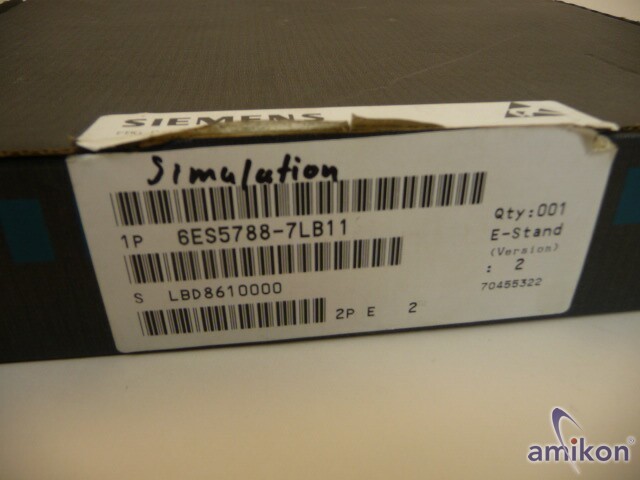 SIEMENS
Simulation
1P 6ES5788-7LB11
Qty:001
E-Stand
(Version)
: 2
S LBD8610000
70455322
2P E 2
amikon®